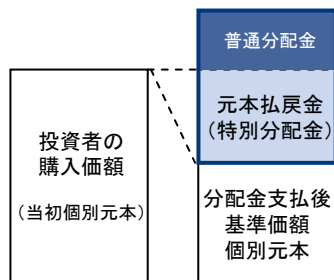 普通分配金
元本払戻金
（特別分配金）
投資者の
購入価額
（当初個別元本）
分配金支払後
基準価額
個別元本